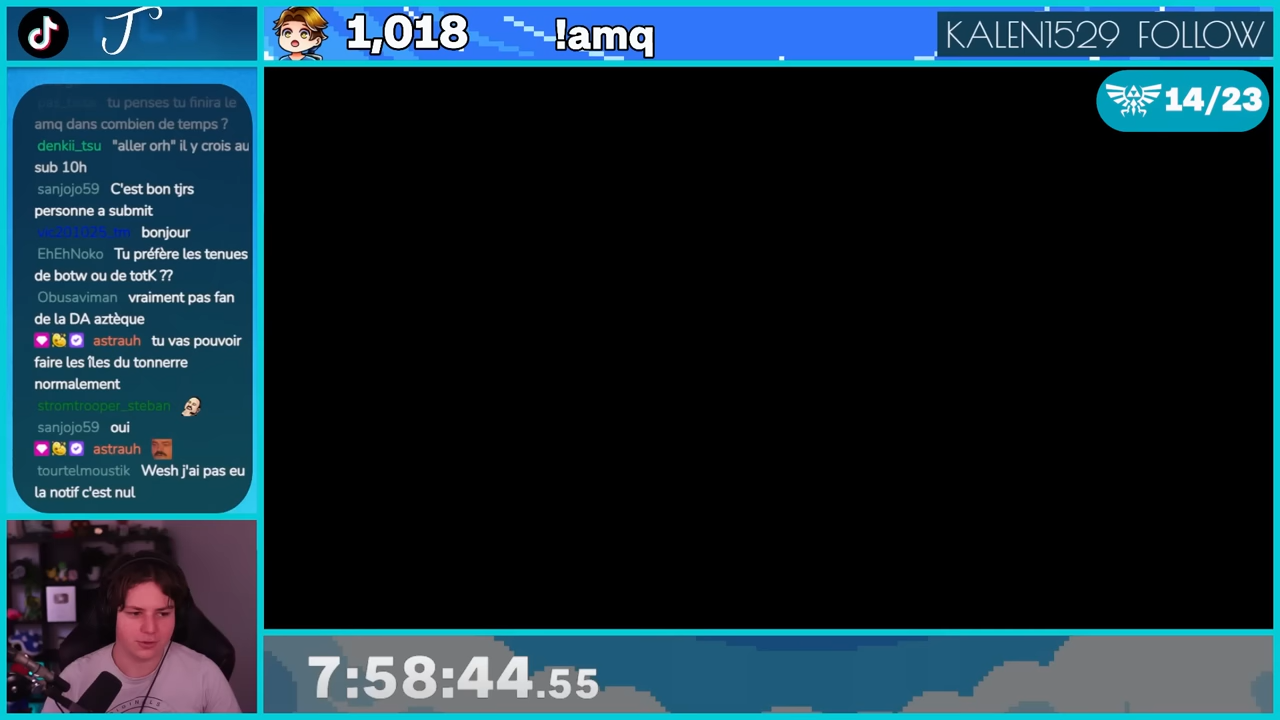 J
1,018
!amq
KALEN1529 FOLLOW
14/23
tu penses tu finira le
amq dans combien de temps ?
denkii_tsu "aller orh" il y crois au
sub 10h
sanjojo59 C'est bon tjrs
personne a submit
bonjour
EhEhNoko Tu préfère les tenues
de botw ou de totK ??
Obusaviman vraiment pas fan
de la DA aztèque
astrauh tu vas pouvoir
faire les îles du tonnerre
normalement
stromtrooper_steban
sanjojo59 oui
astrauh
tourtelmoustik Wesh j'ai pas eu
la notif c'est nul
7:58:44.55